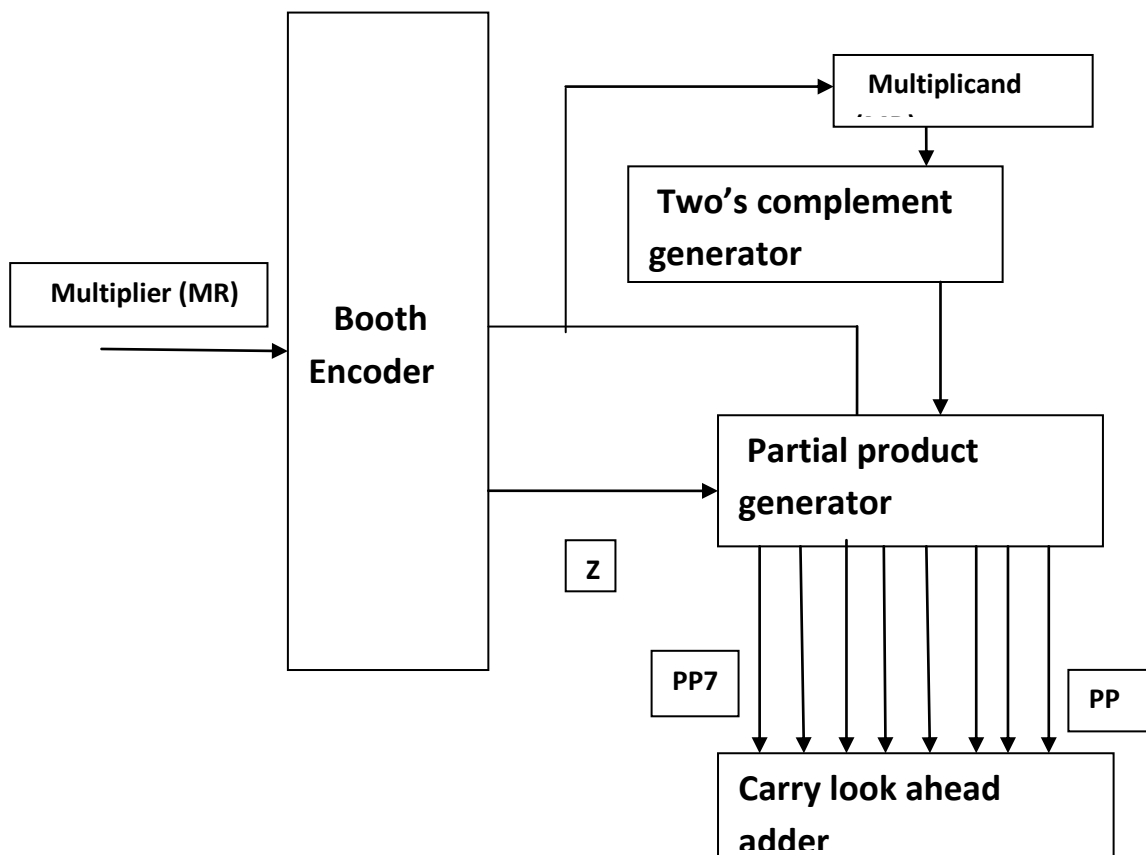 Multiplicand
Two’s complement
generator
Multiplier (MR)
Booth
Encoder
Partial product
generator
Z
PP7
PP
Carry look ahead
adder